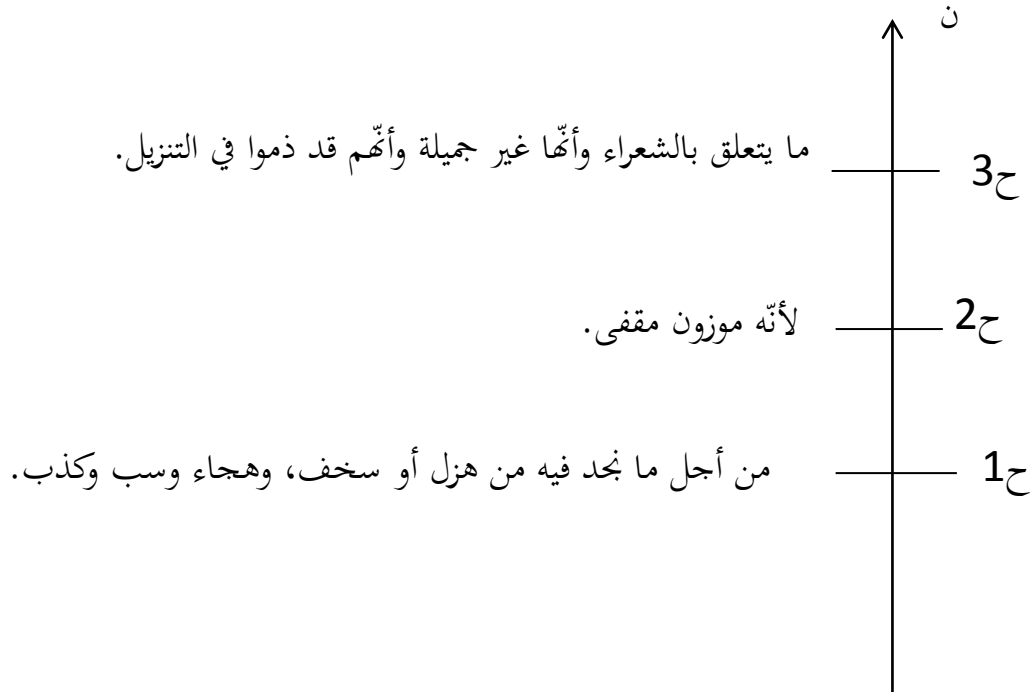 ن
ما يتعلق بالشعراء وأنّها غير جميلة وأنّهم قد ذموا في التنزيل.
ح3
لأنّه موزون مقفى.
ح2
من أجل ما نجد فيه من هزل أو سخف، وهجاء وسب وكذب.
ح1